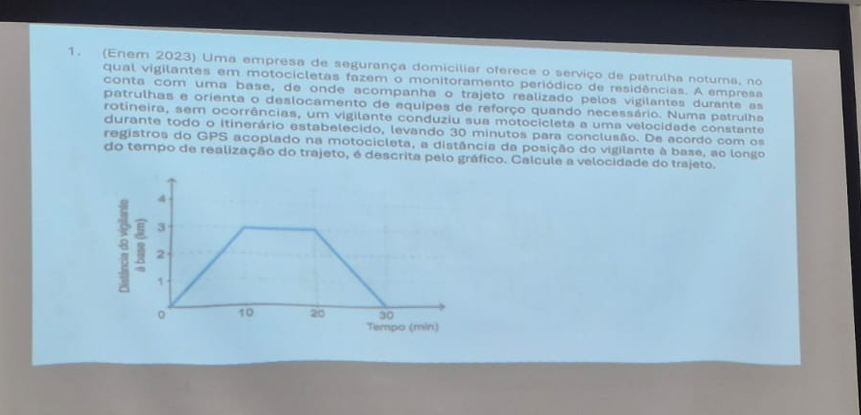 1. (Enem 2023) Uma empresa de segurança domiciliar oferece o serviço de patrulha noturna, no
qual vigilantes em motocicletas fazem o monitoramento periódico de residências. A empresa
conta com uma base, de onde acompanha o trajeto realizado pelos vigilantes durante as
patrulhas e orienta o deslocamento de equipes de reforço quando necessário. Numa patrulha
rotineira, sem ocorrências, um vigilante conduziu sua motocicleta a uma velocidade constante
durante todo o itinerário estabelecido, levando 30 minutos para conclusão. De acordo com os
registros do GPS acoplado na motocicleta, a distância da posição do vigilante à base, ao longo
do tempo de realização do trajeto, é descrita pelo gráfico. Calcule a velocidade do trajeto.
Distância do vigilante
à base (km)
4
3
2
1
0 10 20 30
Tempo (min)